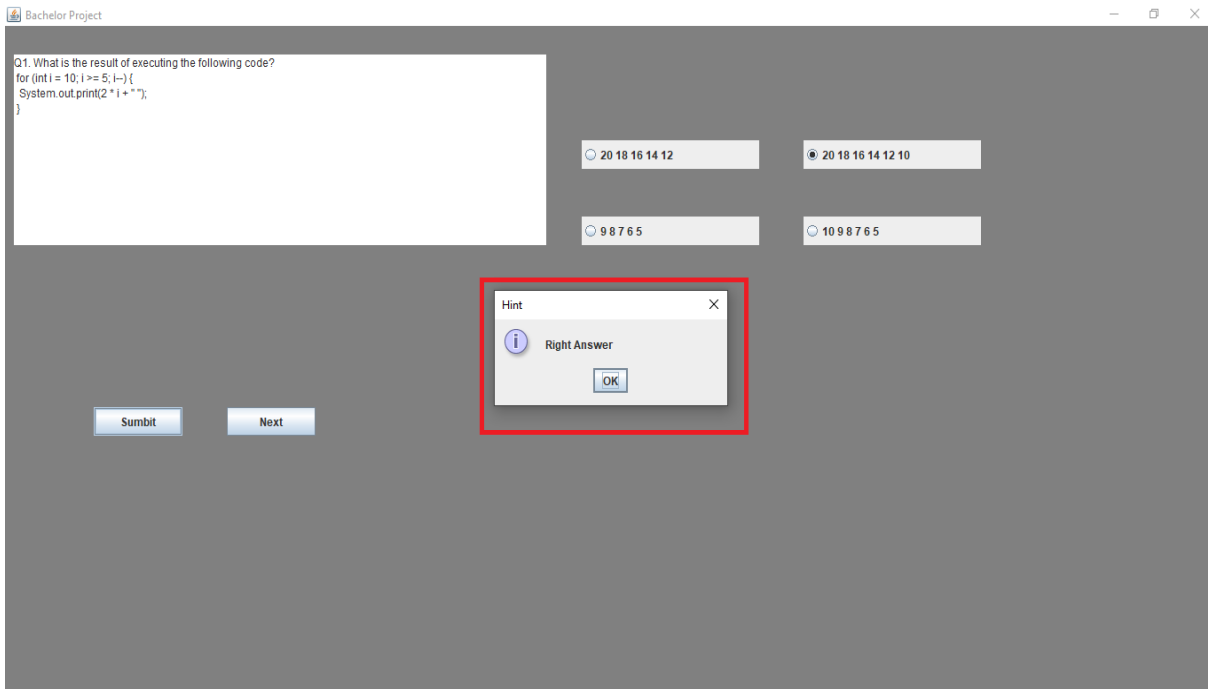 Bachelor Project
Q1. What is the result of executing the following code?
for (int i = 10; i >= 5; i--) {
System.out.print(2 * i + " ");
}
20 18 16 14 12
20 18 16 14 12 10
9 8 7 6 5
10 9 8 7 6 5
Hint
i
Right Answer
OK
Sumbit
Next